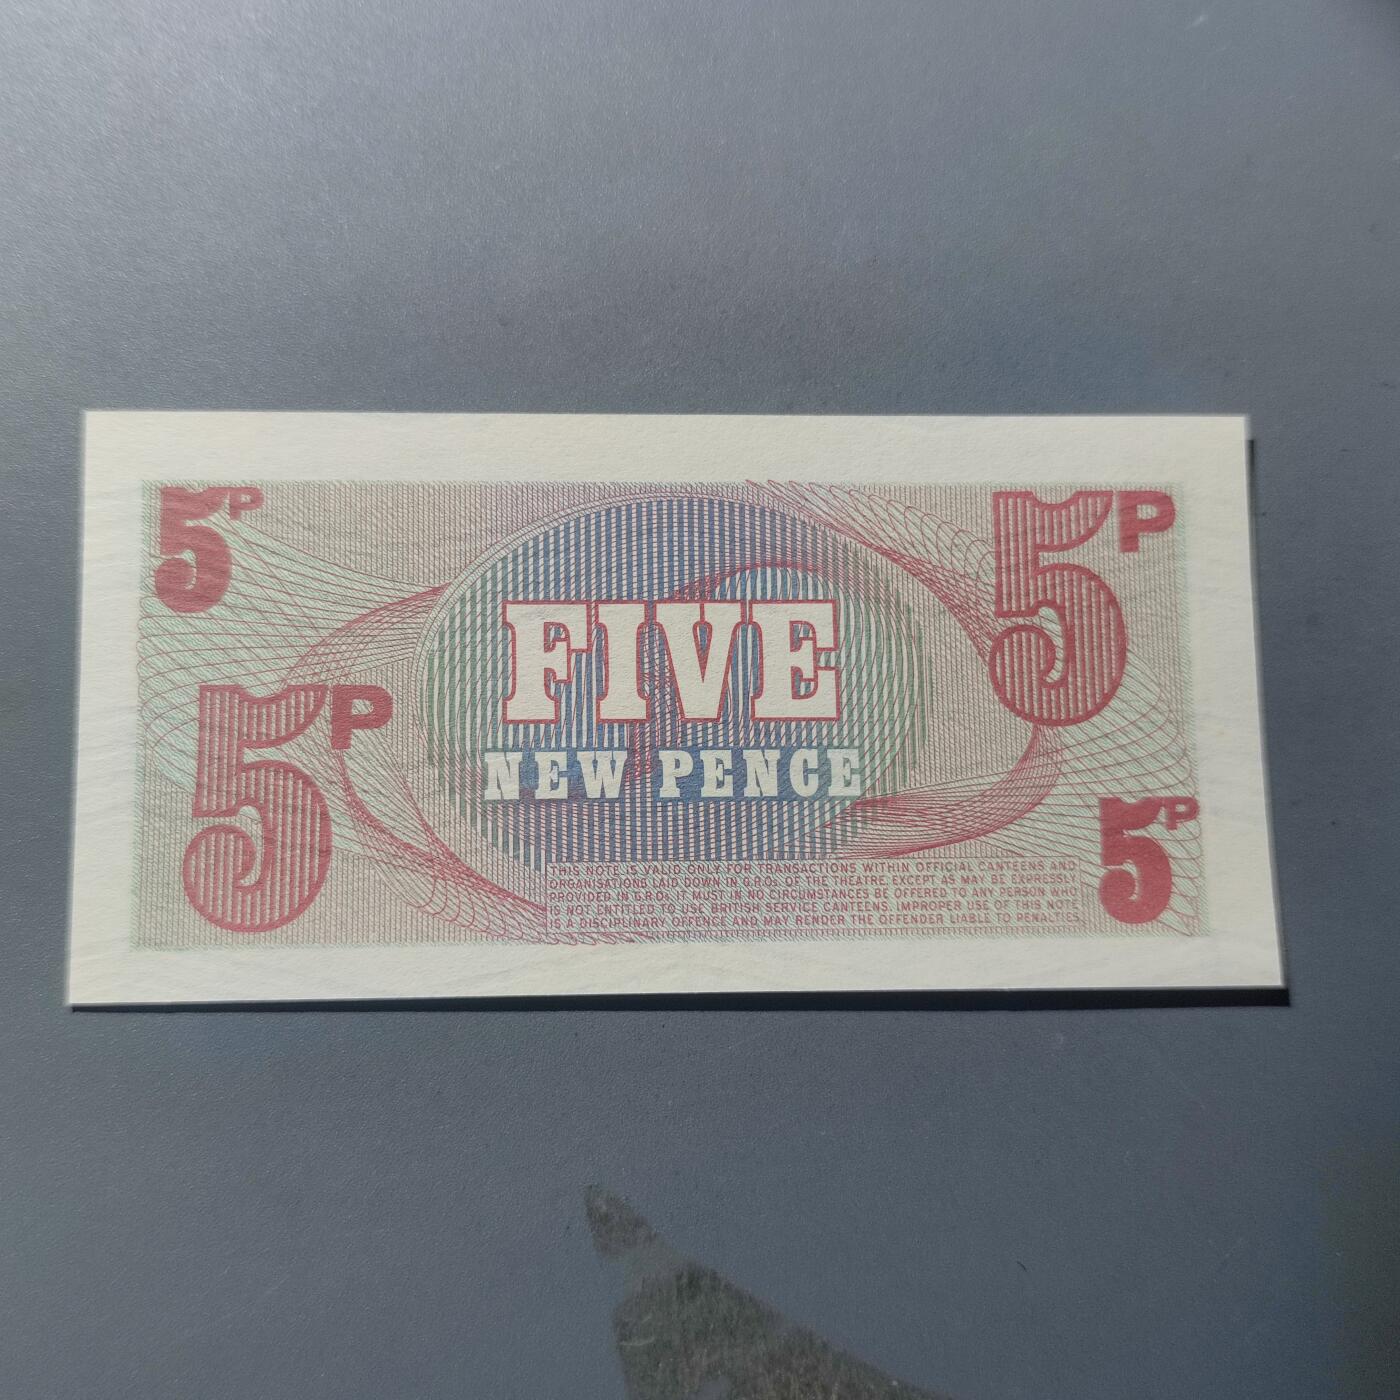 5P
5P
FIVE
5P
NEW PENCE
5P
THIS NOTE IS VALID ONLY FOR TRANSACTIONS WITHIN OFFICIAL CANTEENS AND
ORGANISATIONS LAID DOWN IN G.R.Os. OF THE THEATRE, EXCEPT AS MAY BE EXPRESSLY
PROVIDED IN G.R.Os. IT MUST IN NO CIRCUMSTANCES BE OFFERED TO ANY PERSON WHO
IS NOT ENTITLED TO USE BRITISH SERVICE CANTEENS. IMPROPER USE OF THIS NOTE
IS A DISCIPLINARY OFFENCE AND MAY RENDER THE OFFENDER LIABLE TO PENALTIES.